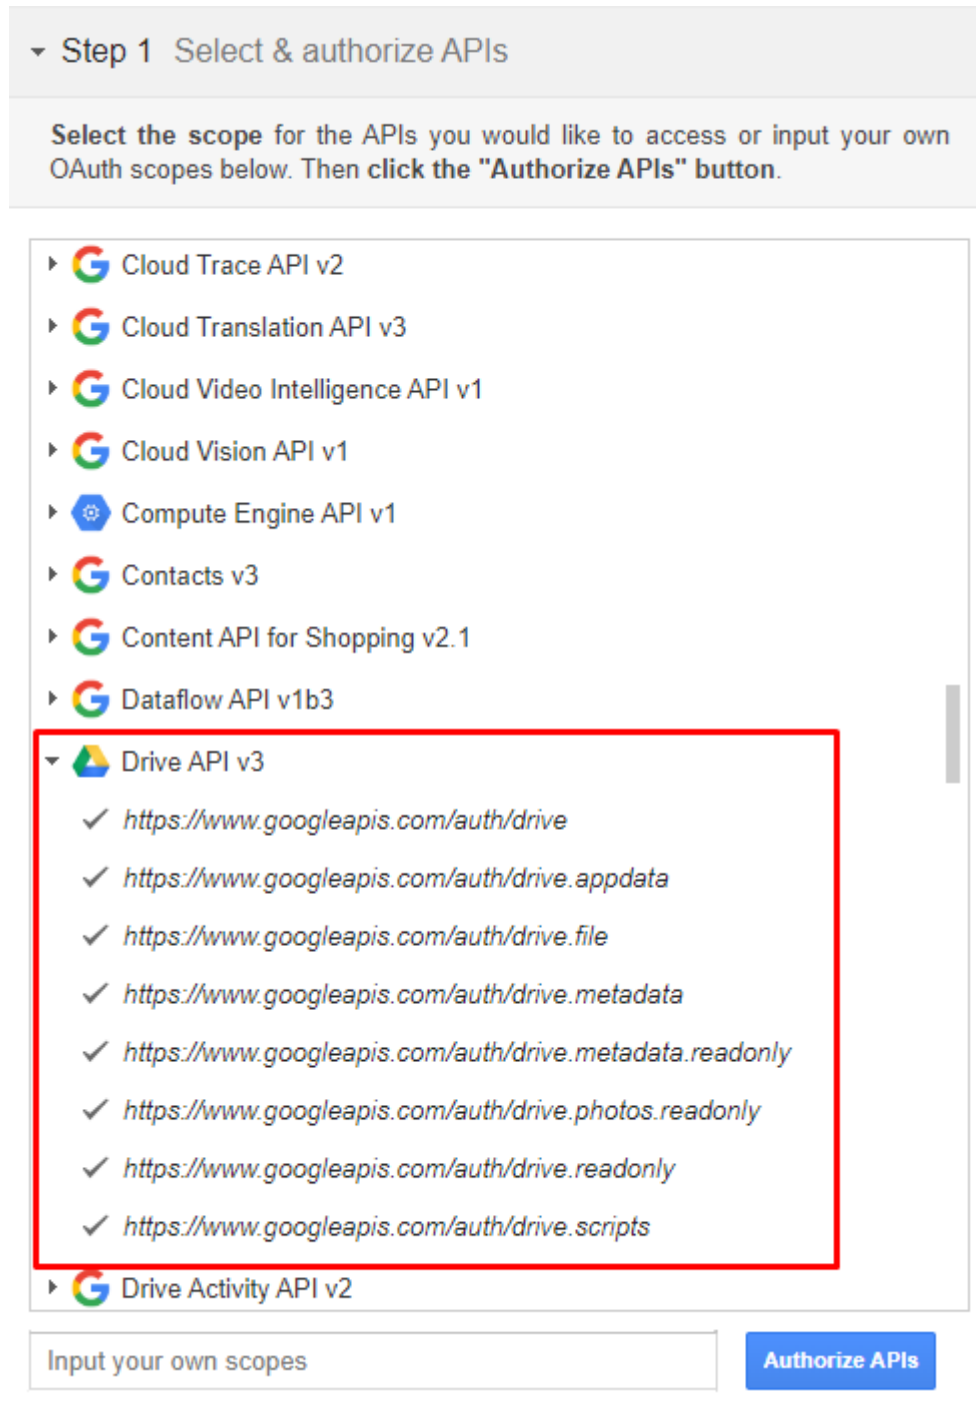 Step 1 Select & authorize APIs
Select the scope for the APIs you would like to access or input your own
OAuth scopes below. Then click the "Authorize APIs" button.
Cloud Trace API v2
Cloud Translation API v3
Cloud Video Intelligence API v1
Cloud Vision API v1
Compute Engine API v1
Contacts v3
Content API for Shopping v2.1
Dataflow API v1b3
Drive API v3
https://www.googleapis.com/auth/drive
https://www.googleapis.com/auth/drive.appdata
https://www.googleapis.com/auth/drive.file
https://www.googleapis.com/auth/drive.metadata
https://www.googleapis.com/auth/drive.metadata.readonly
https://www.googleapis.com/auth/drive.photos.readonly
https://www.googleapis.com/auth/drive.readonly
https://www.googleapis.com/auth/drive.scripts
Drive Activity API v2
Input your own scopes
Authorize APIs